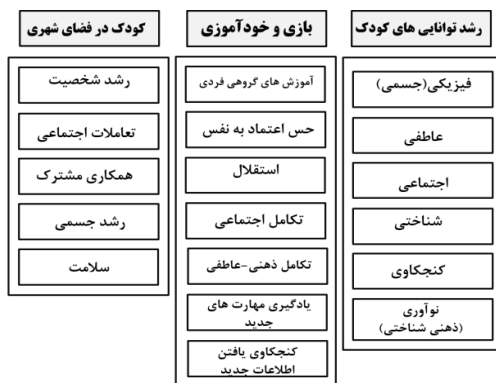 رشد توانایی های کودک
فیزیکی(جسمی)
عاطفی
اجتماعی
شناختی
کنجکاوی
نوآوری
(ذهنی شناختی)
بازی و خودآموزی
آموزش های گروهی فردی
حس اعتماد به نفس
استقلال
تکامل اجتماعی
تکامل ذهنی-عاطفی
یادگیری مهارت های
جدید
کنجکاوی یافتن
اطلاعات جدید
کودک در فضای شهری
رشد شخصیت
تعاملات اجتماعی
همکاری مشترک
رشد جسمی
سلامت